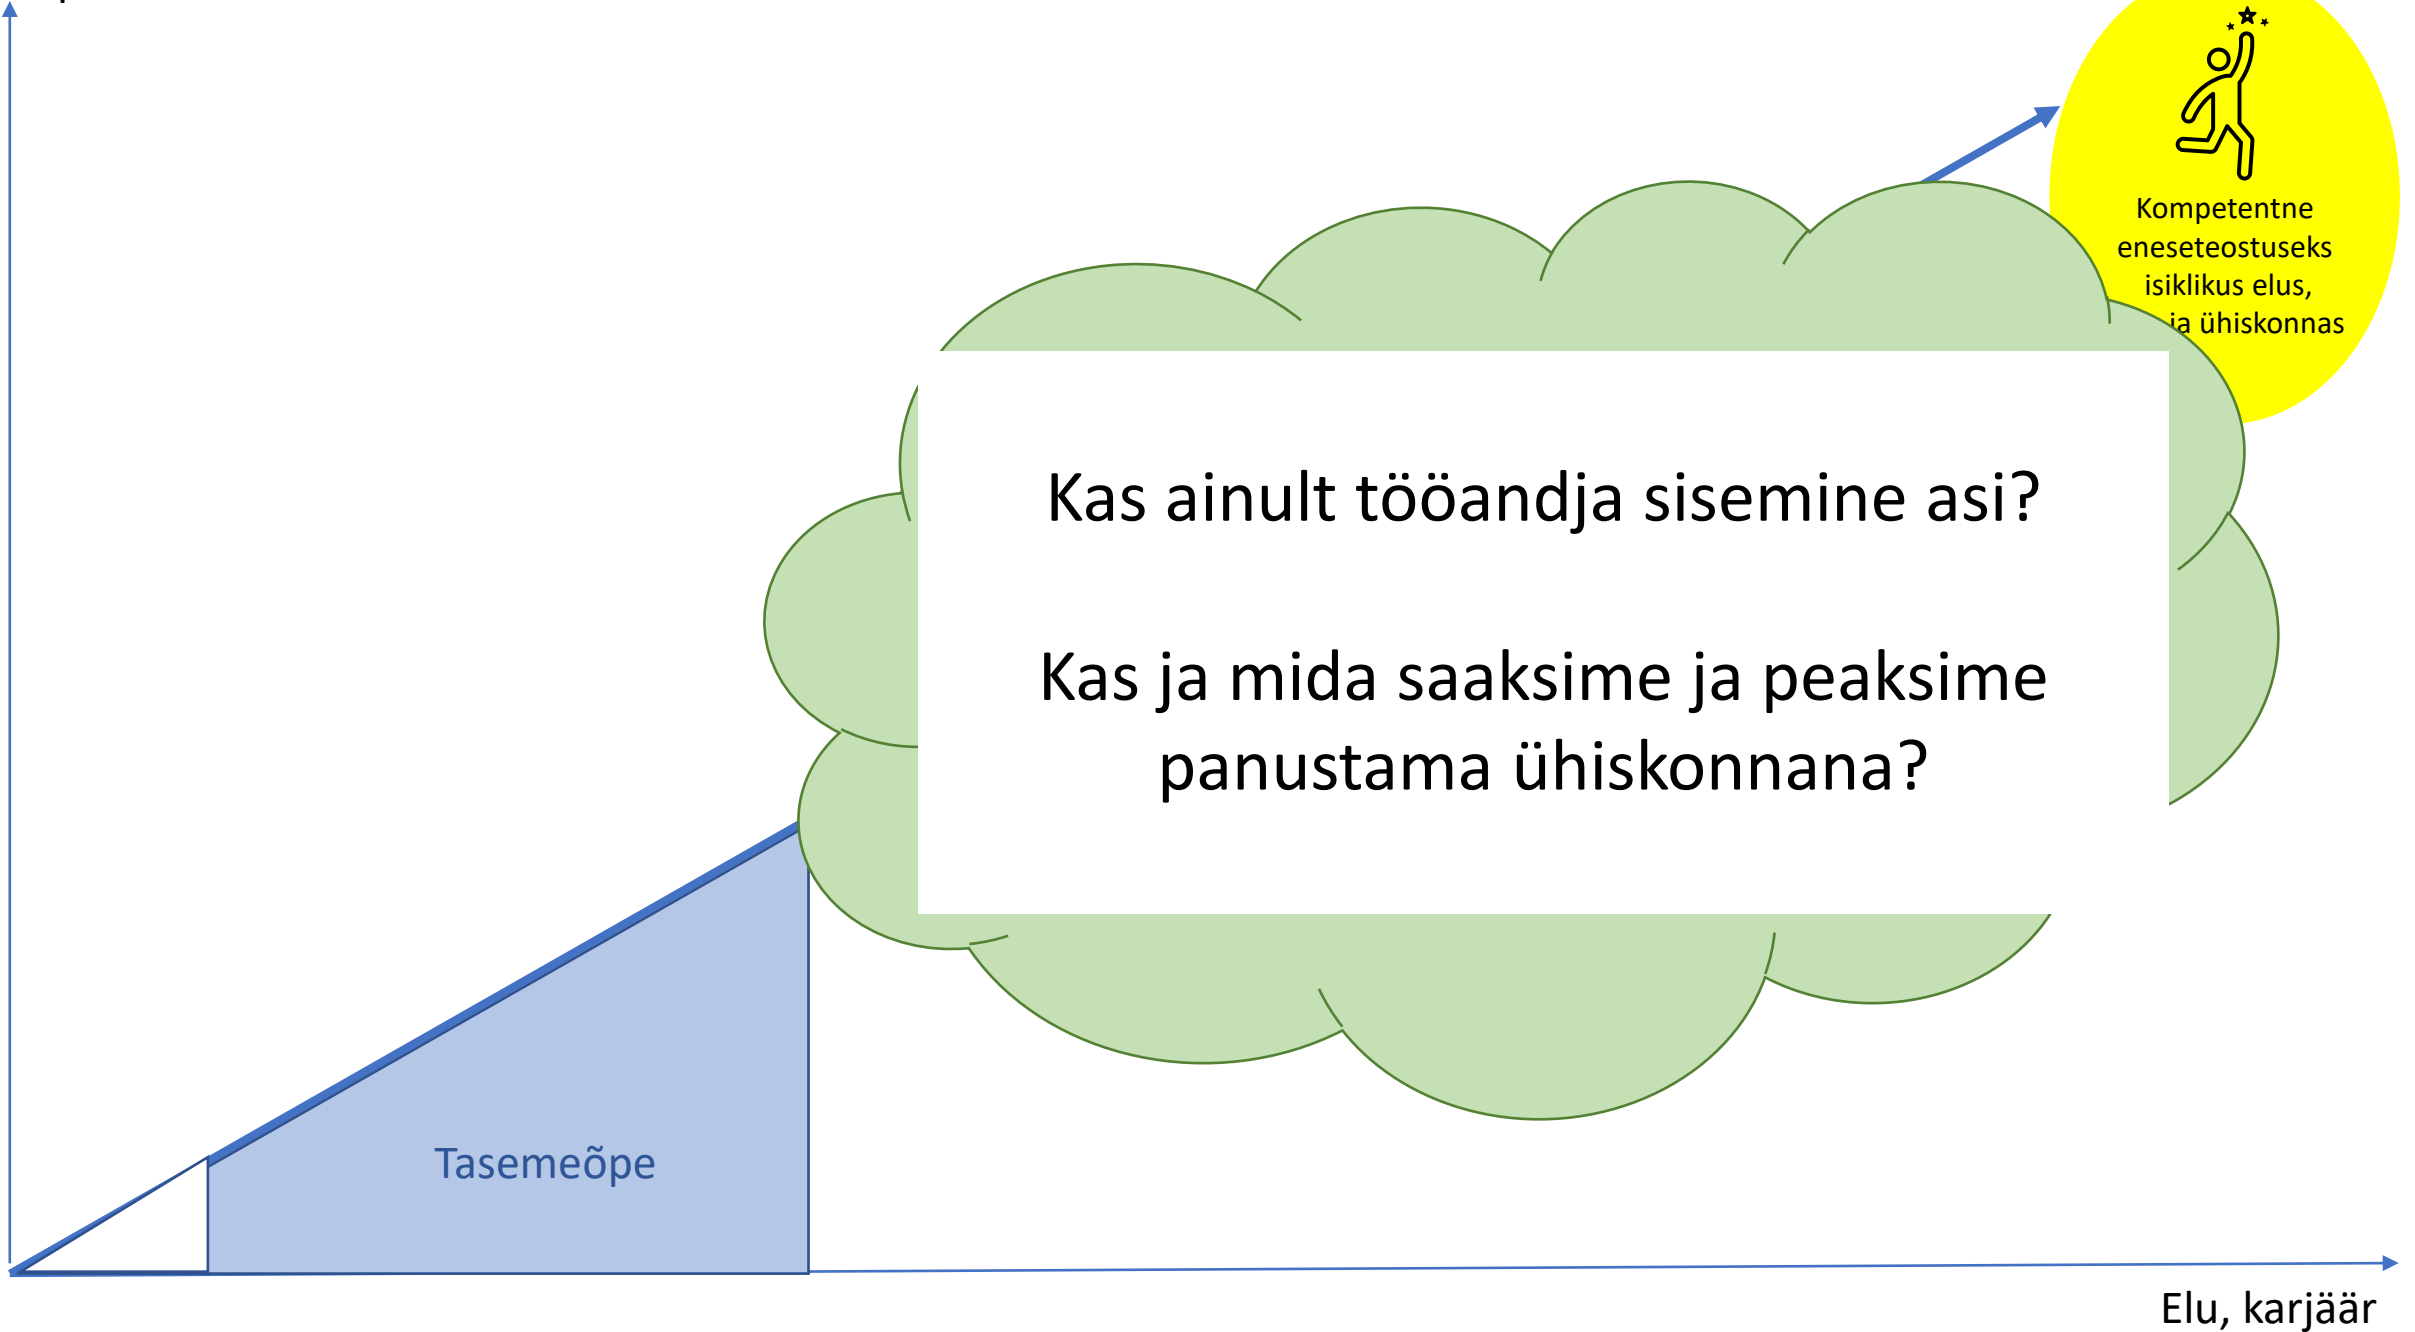 Kompetentne
eneseteostuseks
isiklikus elus,
ja ühiskonnas
Kas ainult tööandja sisemine asi?
Kas ja mida saaksime ja peaksime
panustama ühiskonnana?
Tasemeõpe
Elu, karjäär